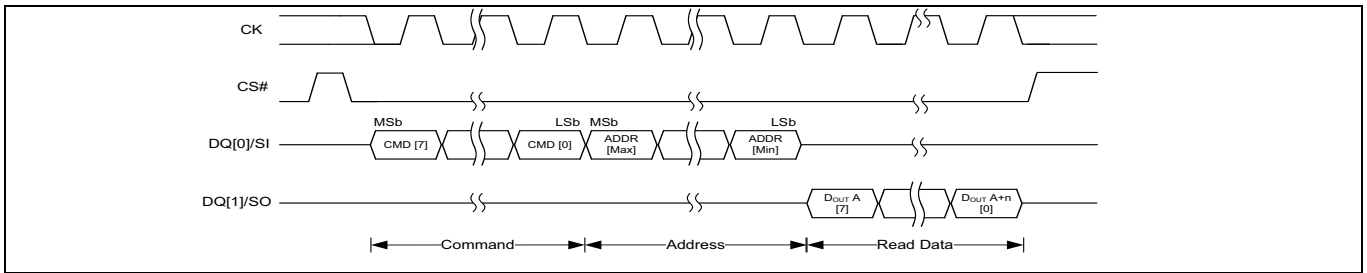 CK
CS#
MSb LSb MSb LSb
DQ[0]/SI CMD [7] CMD [0] ADDR [Max] ADDR [Min]
DQ[1]/SO DOUT A [7] DOUT A+n [0]
Command Address Read Data